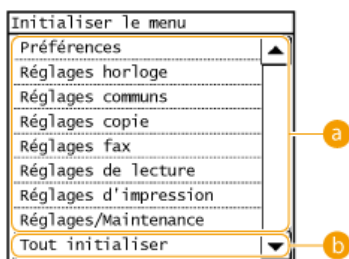 Initialiser le menu
Préférences
Réglages horloge
Réglages communs
Réglages copie
Réglages fax
Réglages de lecture
Réglages d'impression
Réglages/Maintenance
Tout initialiser
a
b